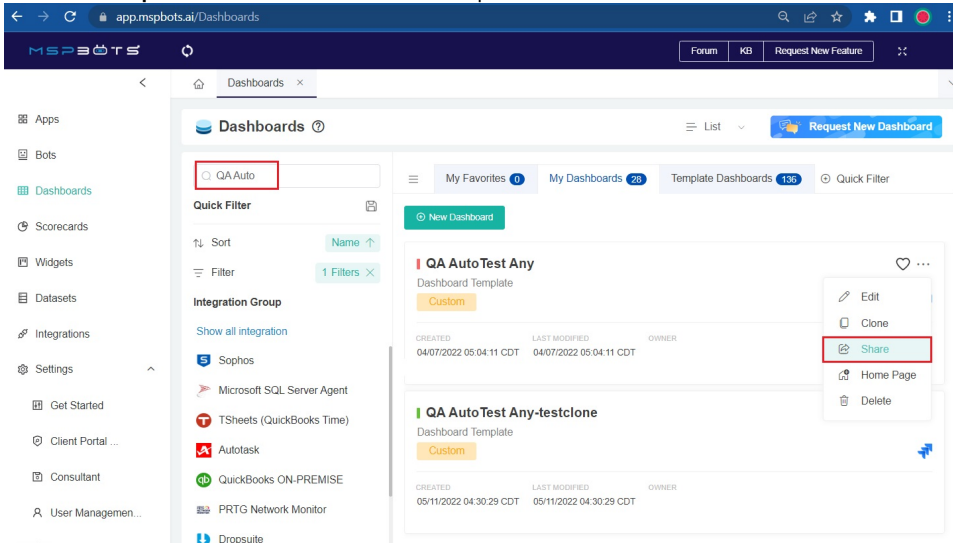 app.mspbots.ai/Dashboards
MSPBOTS
Forum KB Request New Feature
Dashboards ×
Apps
Bots
Dashboards
Scorecards
Widgets
Datasets
Integrations
Settings
Get Started
Client Portal ...
Consultant
User Managemen...
Dashboards
List
Request New Dashboard
QA Auto
Quick Filter
Sort Name ↑
Filter 1 Filters ×
Integration Group
Show all integration
Sophos
Microsoft SQL Server Agent
TSheets (QuickBooks Time)
Autotask
QuickBooks ON-PREMISE
PRTG Network Monitor
Dropsuite
My Favorites 0 My Dashboards 28 Template Dashboards 136 Quick Filter
New Dashboard
QA AutoTest Any
Dashboard Template
Custom
CREATED LAST MODIFIED OWNER
04/07/2022 05:04:11 CDT 04/07/2022 05:04:11 CDT
Edit
Clone
Share
Home Page
Delete
QA AutoTest Any-testclone
Dashboard Template
Custom
CREATED LAST MODIFIED OWNER
05/11/2022 04:30:29 CDT 05/11/2022 04:30:29 CDT